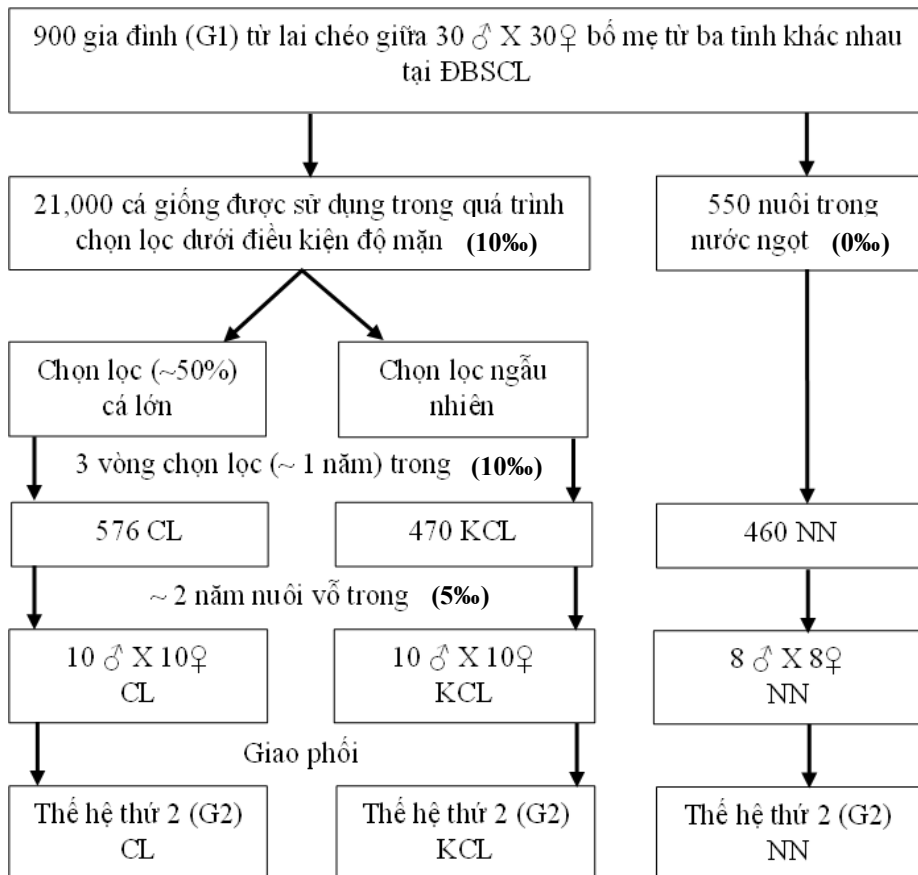 900 gia đình (G1) từ lai chéo giữa 30 ♂ X 30♀ bố mẹ từ ba tỉnh khác nhau
tại ĐBSCL
21,000 cá giống được sử dụng trong quá trình
chọn lọc dưới điều kiện độ mặn (10‰)
550 nuôi trong
nước ngọt (0‰)
Chọn lọc (~50%)
cá lớn
Chọn lọc ngẫu
nhiên
3 vòng chọn lọc (~ 1 năm) trong (10‰)
576 CL
470 KCL
460 NN
~ 2 năm nuôi vỗ trong (5‰)
10 ♂ X 10♀
CL
10 ♂ X 10♀
KCL
8 ♂ X 8♀
NN
Giao phối
Thế hệ thứ 2 (G2)
CL
Thế hệ thứ 2 (G2)
KCL
Thế hệ thứ 2 (G2)
NN